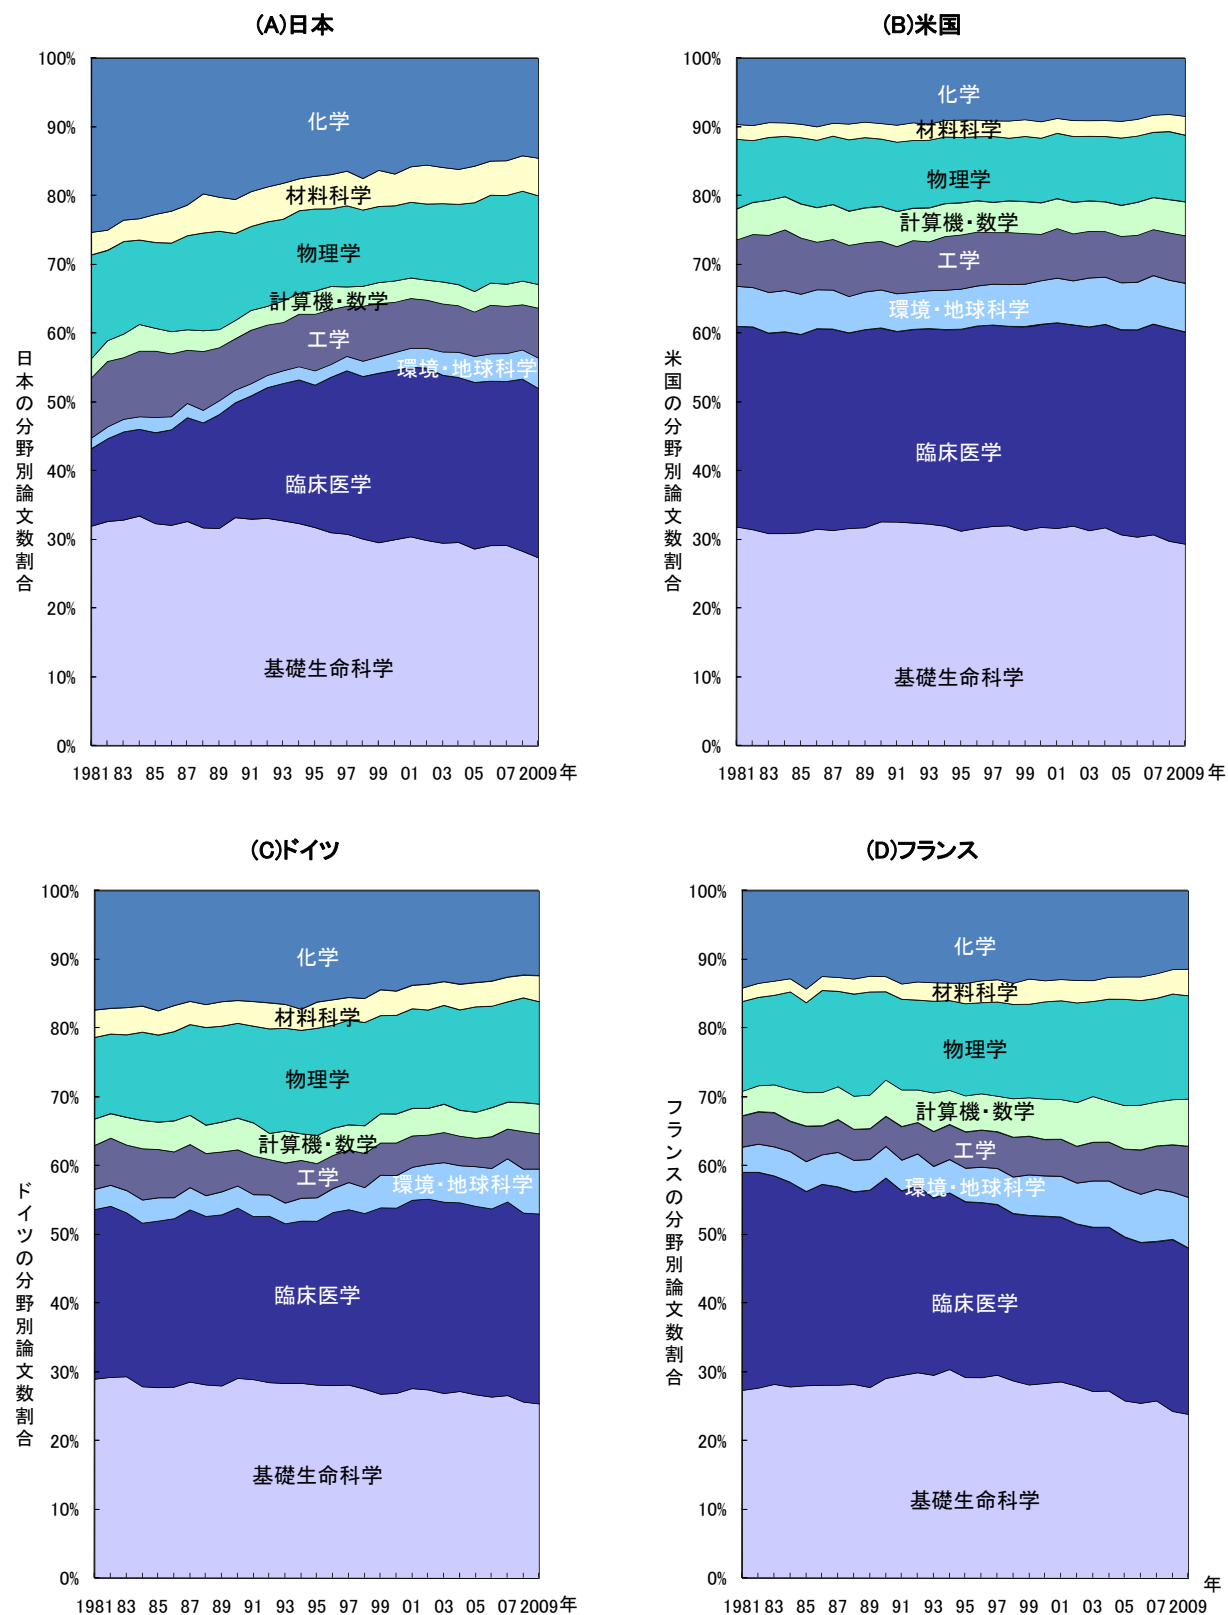 (A)日本
100%
90%
80%
70%
60%
50%
40%
30%
20%
10%
0%
日本の分野別論文数割合
化学
材料科学
物理学
計算機・数学
工学
環境・地球科学
臨床医学
基礎生命科学
1981 83 85 87 89 91 93 95 97 99 01 03 05 07 2009 年
(B)米国
100%
90%
80%
70%
60%
50%
40%
30%
20%
10%
0%
米国の分野別論文数割合
化学
材料科学
物理学
計算機・数学
工学
環境・地球科学
臨床医学
基礎生命科学
1981 83 85 87 89 91 93 95 97 99 01 03 05 07 2009 年
(C)ドイツ
100%
90%
80%
70%
60%
50%
40%
30%
20%
10%
0%
ドイツの分野別論文数割合
化学
材料科学
物理学
計算機・数学
工学
環境・地球科学
臨床医学
基礎生命科学
1981 83 85 87 89 91 93 95 97 99 01 03 05 07 2009 年
(D)フランス
100%
90%
80%
70%
60%
50%
40%
30%
20%
10%
0%
フランスの分野別論文数割合
化学
材料科学
物理学
計算機・数学
工学
環境・地球科学
臨床医学
基礎生命科学
年
1981 83 85 87 89 91 93 95 97 99 01 03 05 07 2009